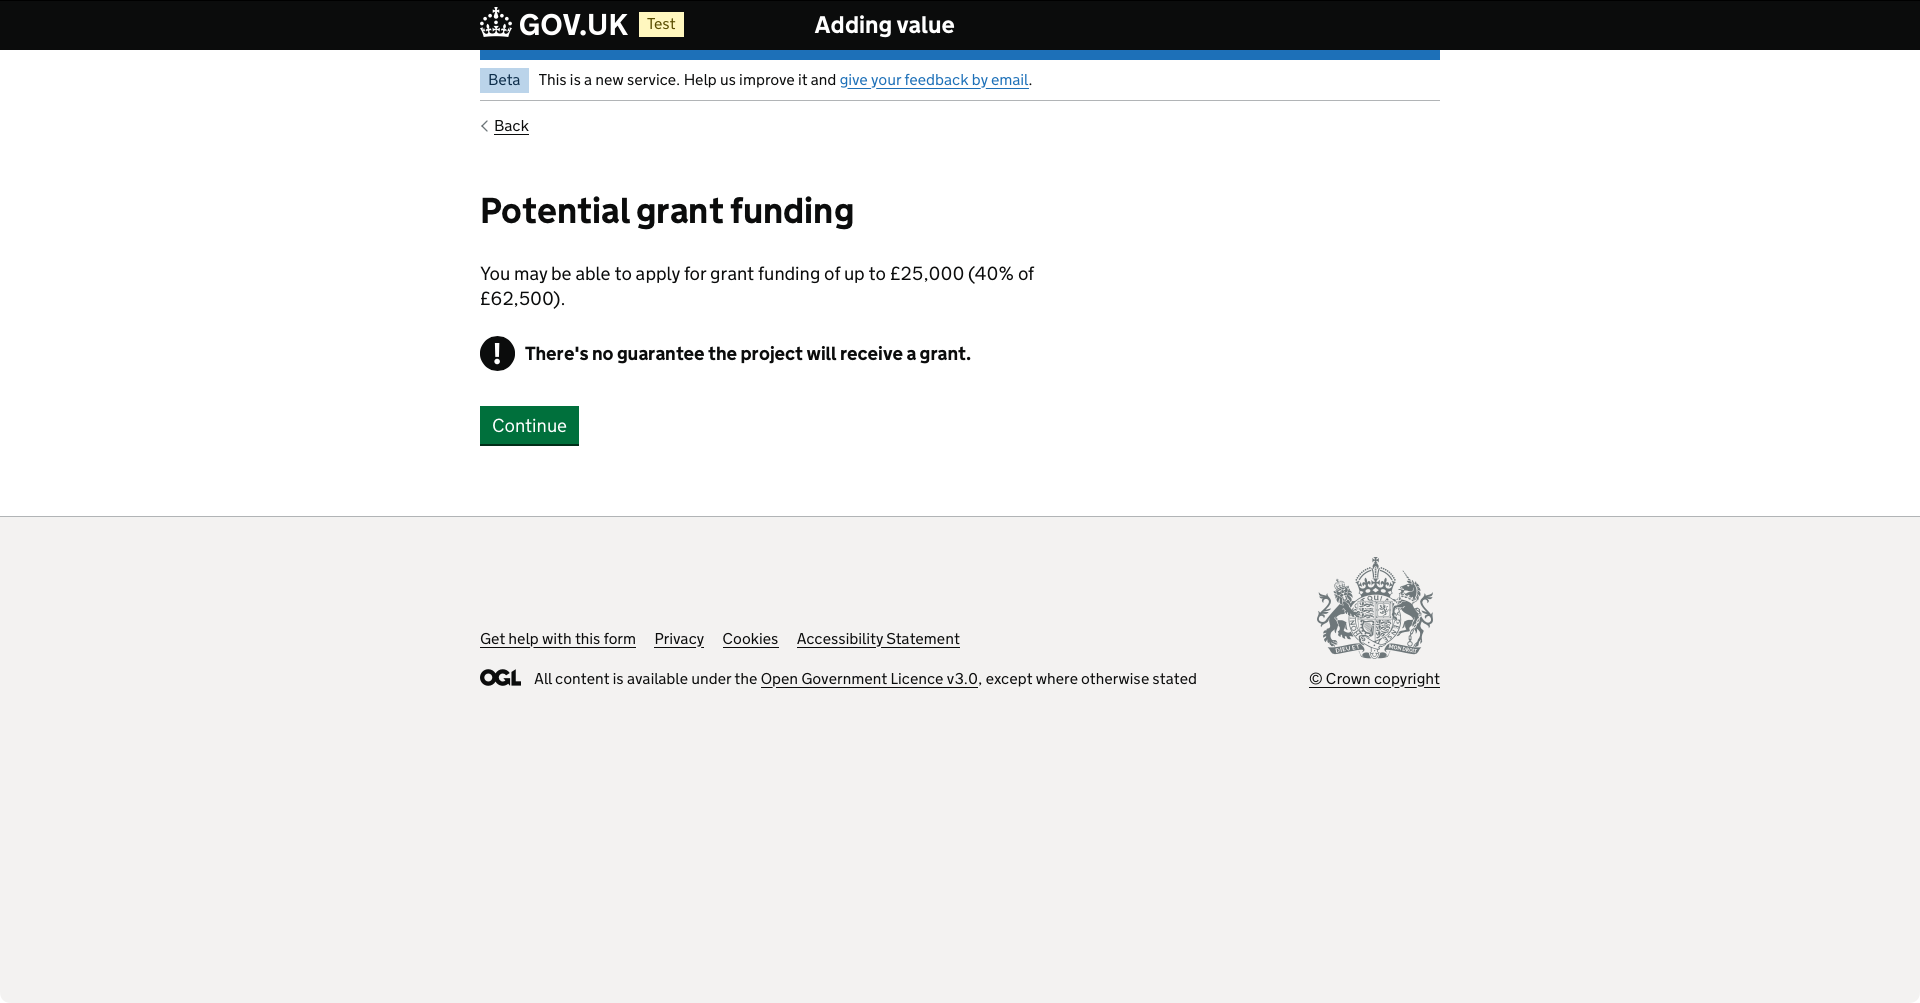 GOV.UK Test Adding value
Beta This is a new service. Help us improve it and give your feedback by email.
Back
Potential grant funding
You may be able to apply for grant funding of up to £25,000 (40% of
£62,500).
! There's no guarantee the project will receive a grant.
Continue
Get help with this form Privacy Cookies Accessibility Statement
OGL All content is available under the Open Government Licence v3.0, except where otherwise stated
DIEU ET MON DROIT
© Crown copyright